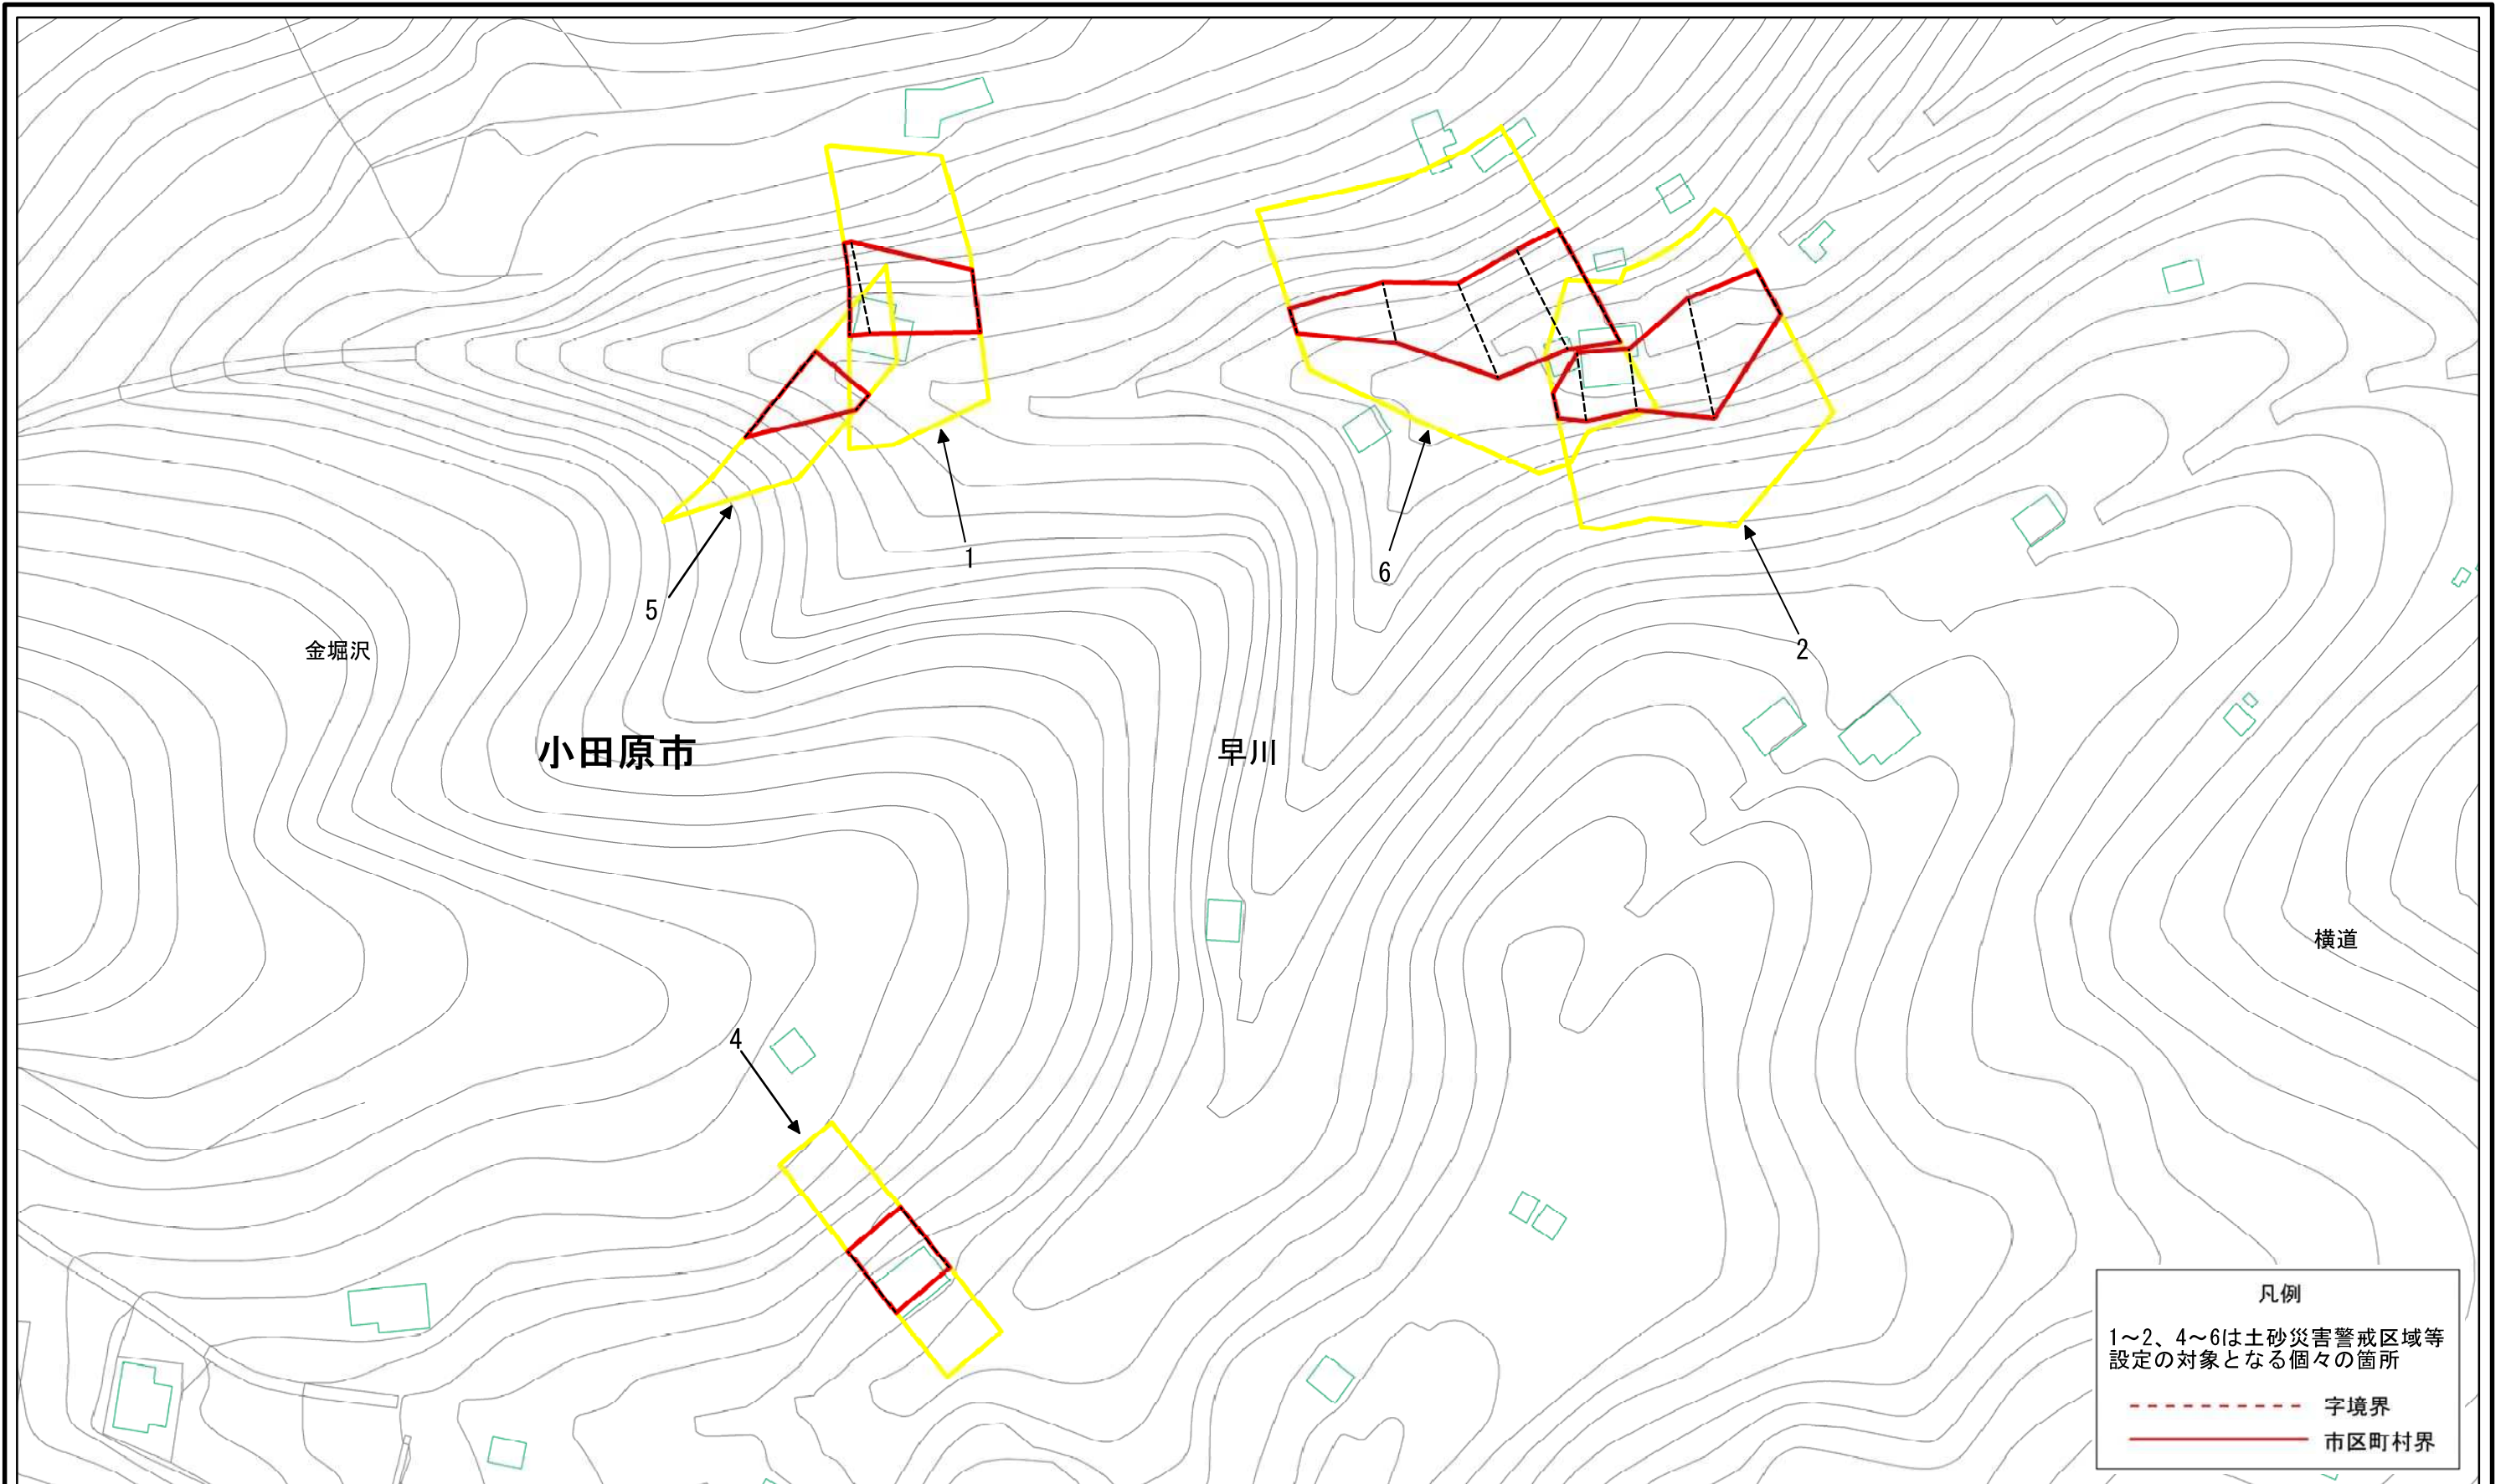 1
6
5
2
金堀沢
小田原市
早川
横道
4
凡例
1～2、4～6は土砂災害警戒区域等
設定の対象となる個々の箇所
字境界
市区町村界